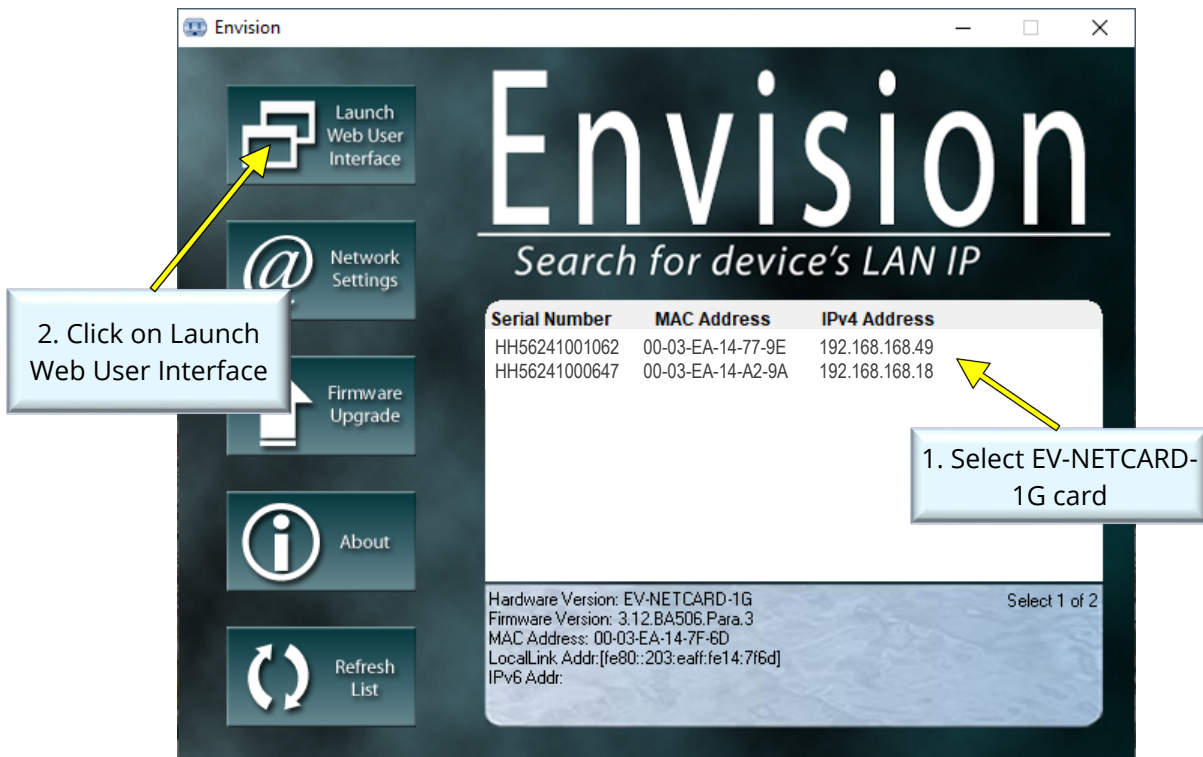 Envision
Launch
Web User
Interface
Envision
Search for device's LAN IP
Network
Settings
2. Click on Launch
Web User Interface
Serial Number MAC Address IPv4 Address
HH56241001062 00-03-EA-14-77-9E 192.168.168.49
HH56241000647 00-03-EA-14-A2-9A 192.168.168.18
Firmware
Upgrade
1. Select EV-NETCARD-
1G card
About
Hardware Version: EV-NETCARD-1G
Select 1 of 2
Firmware Version: 3.12.BA506.Para.3
MAC Address: 00-03-EA-14-7F-6D
LocalLink Addr:[fe80::203:eaff:fe14:7f6d]
IPv6 Addr:
Refresh
List